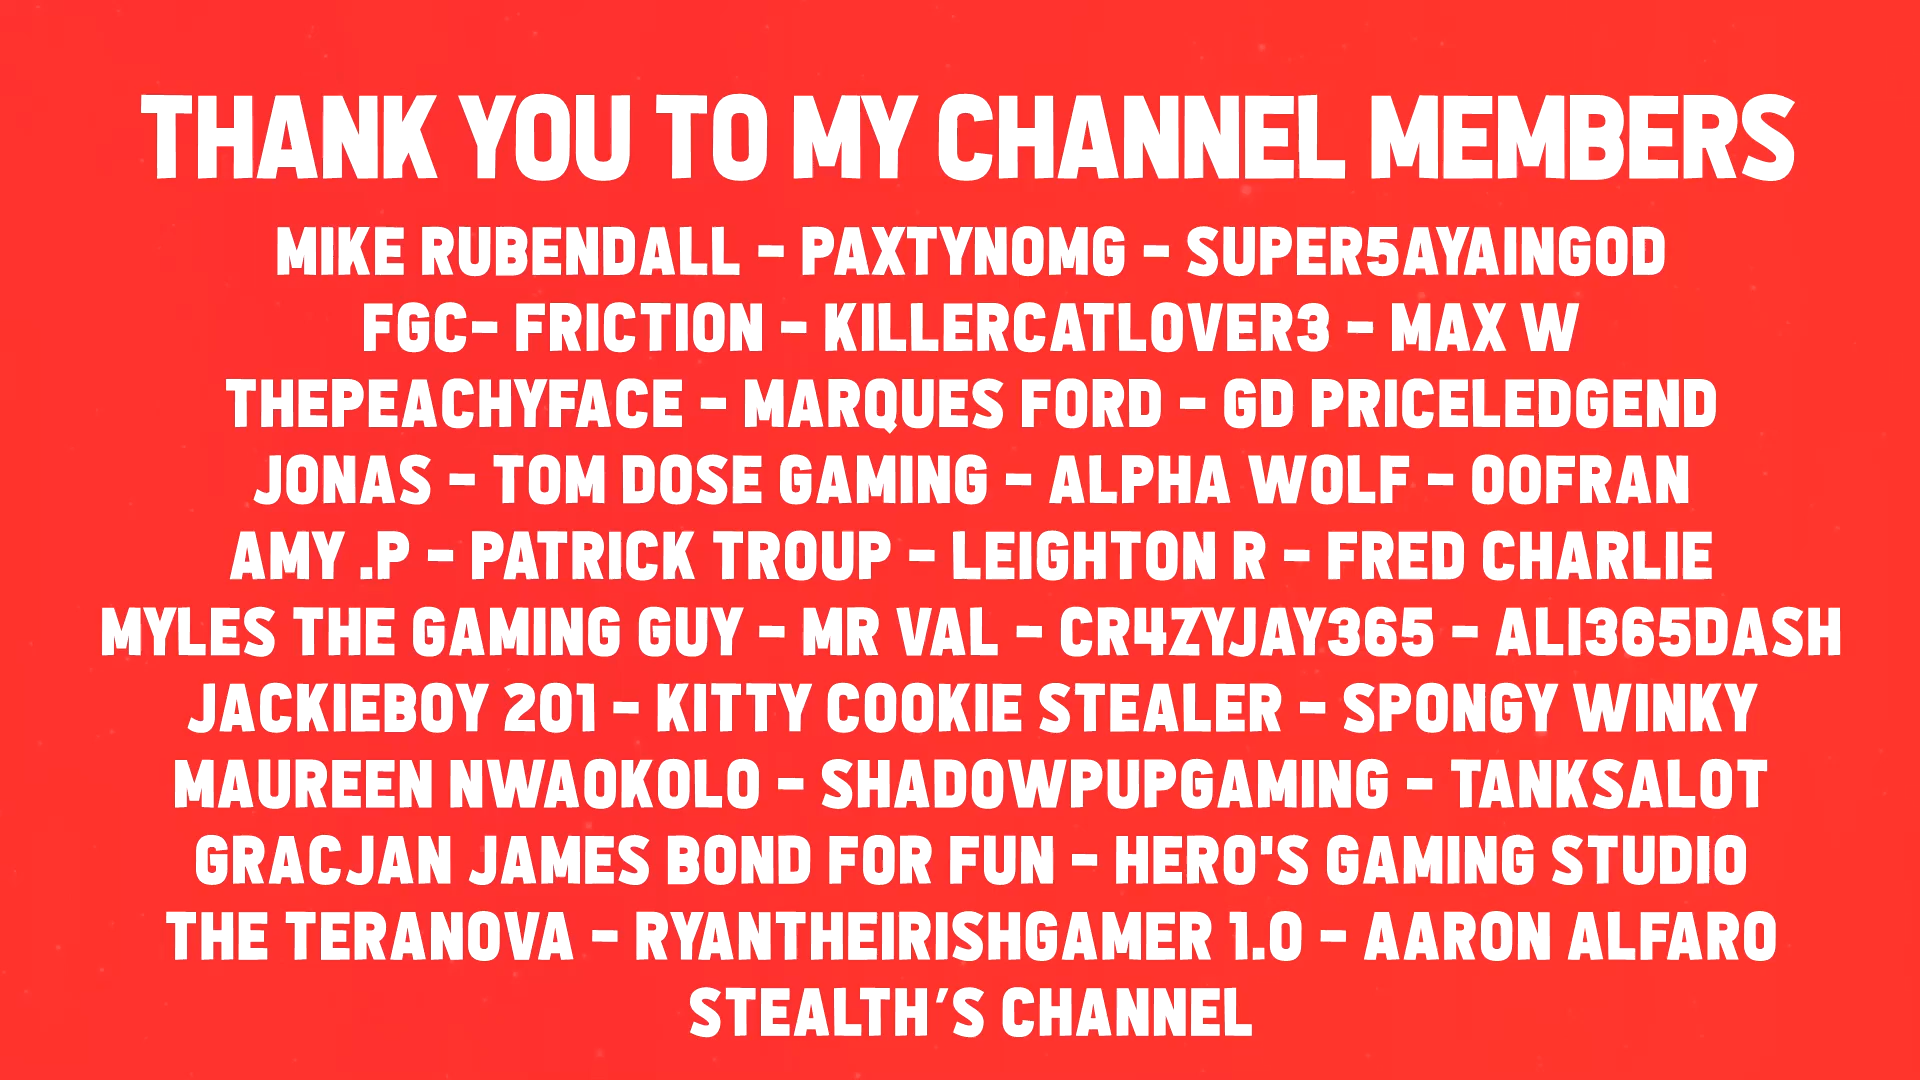 THANK YOU TO MY CHANNEL MEMBERS
MIKE RUBENDALL - PAXTYNOMG - SUPER5AYAINGOD
FGC- FRICTION - KILLERCATLOVER3 - MAX W
THEPEACHYFACE - MARQUES FORD - GD PRICELEDGEND
JONAS - TOM DOSE GAMING - ALPHA WOLF - OOFRAN
AMY .P - PATRICK TROUP - LEIGHTON R - FRED CHARLIE
MYLES THE GAMING GUY - MR VAL - CR4ZYJAY365 - ALI365DASH
JACKIEBOY 201 - KITTY COOKIE STEALER - SPONGY WINKY
MAUREEN NWAOKOLO - SHADOWPUPGAMING - TANKSALOT
GRACJAN JAMES BOND FOR FUN - HERO'S GAMING STUDIO
THE TERANOVA - RYANTHEIRISHGAMER 1.0 - AARON ALFARO
STEALTH’S CHANNEL